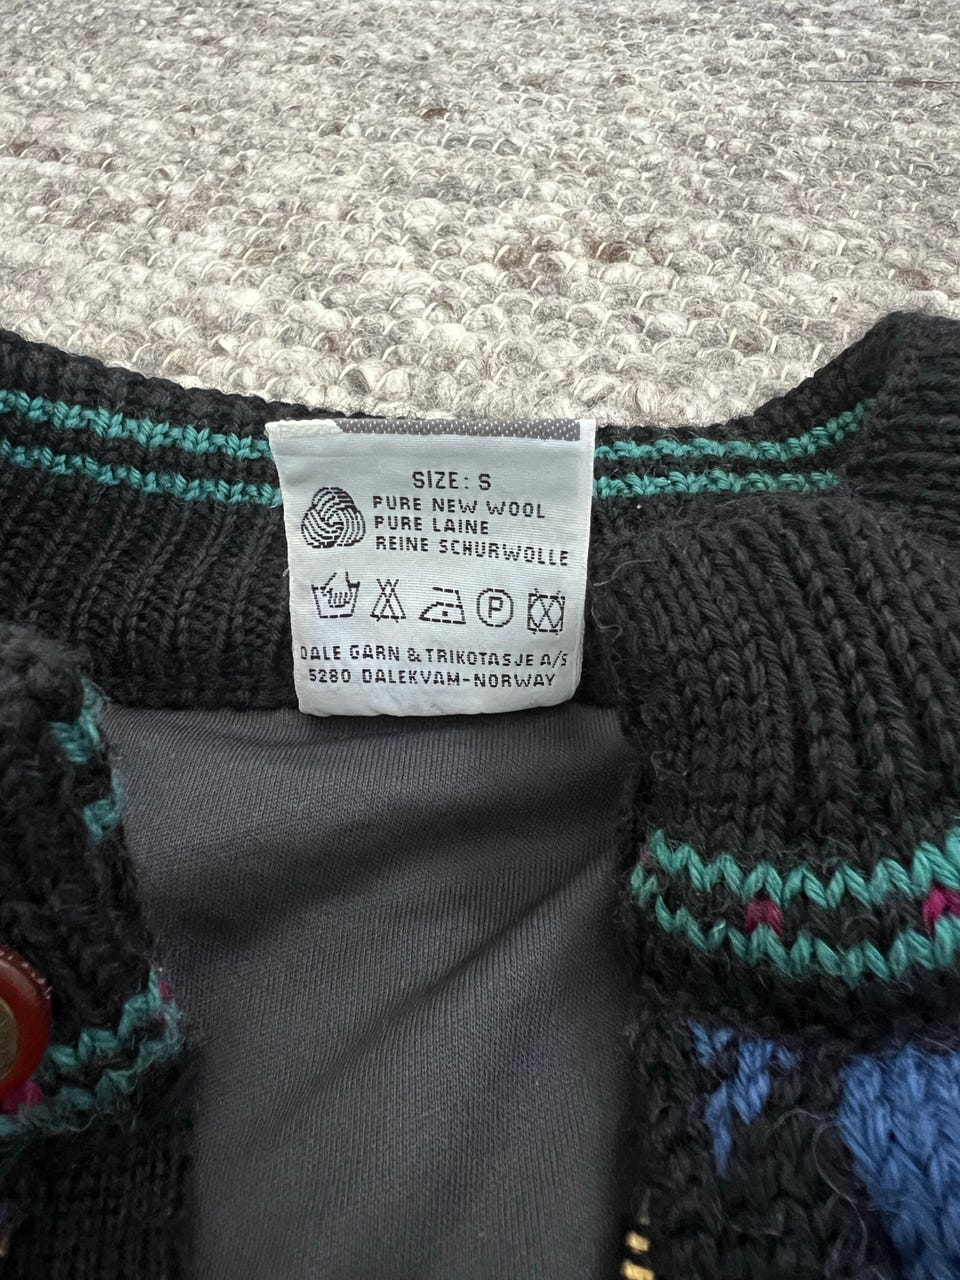 SIZE: S
PURE NEW WOOL
PURE LAINE
REINE SCHURWOLLE
P
DALE GARN & TRIKOTASJE A/S
5280 DALEKVAM-NORWAY